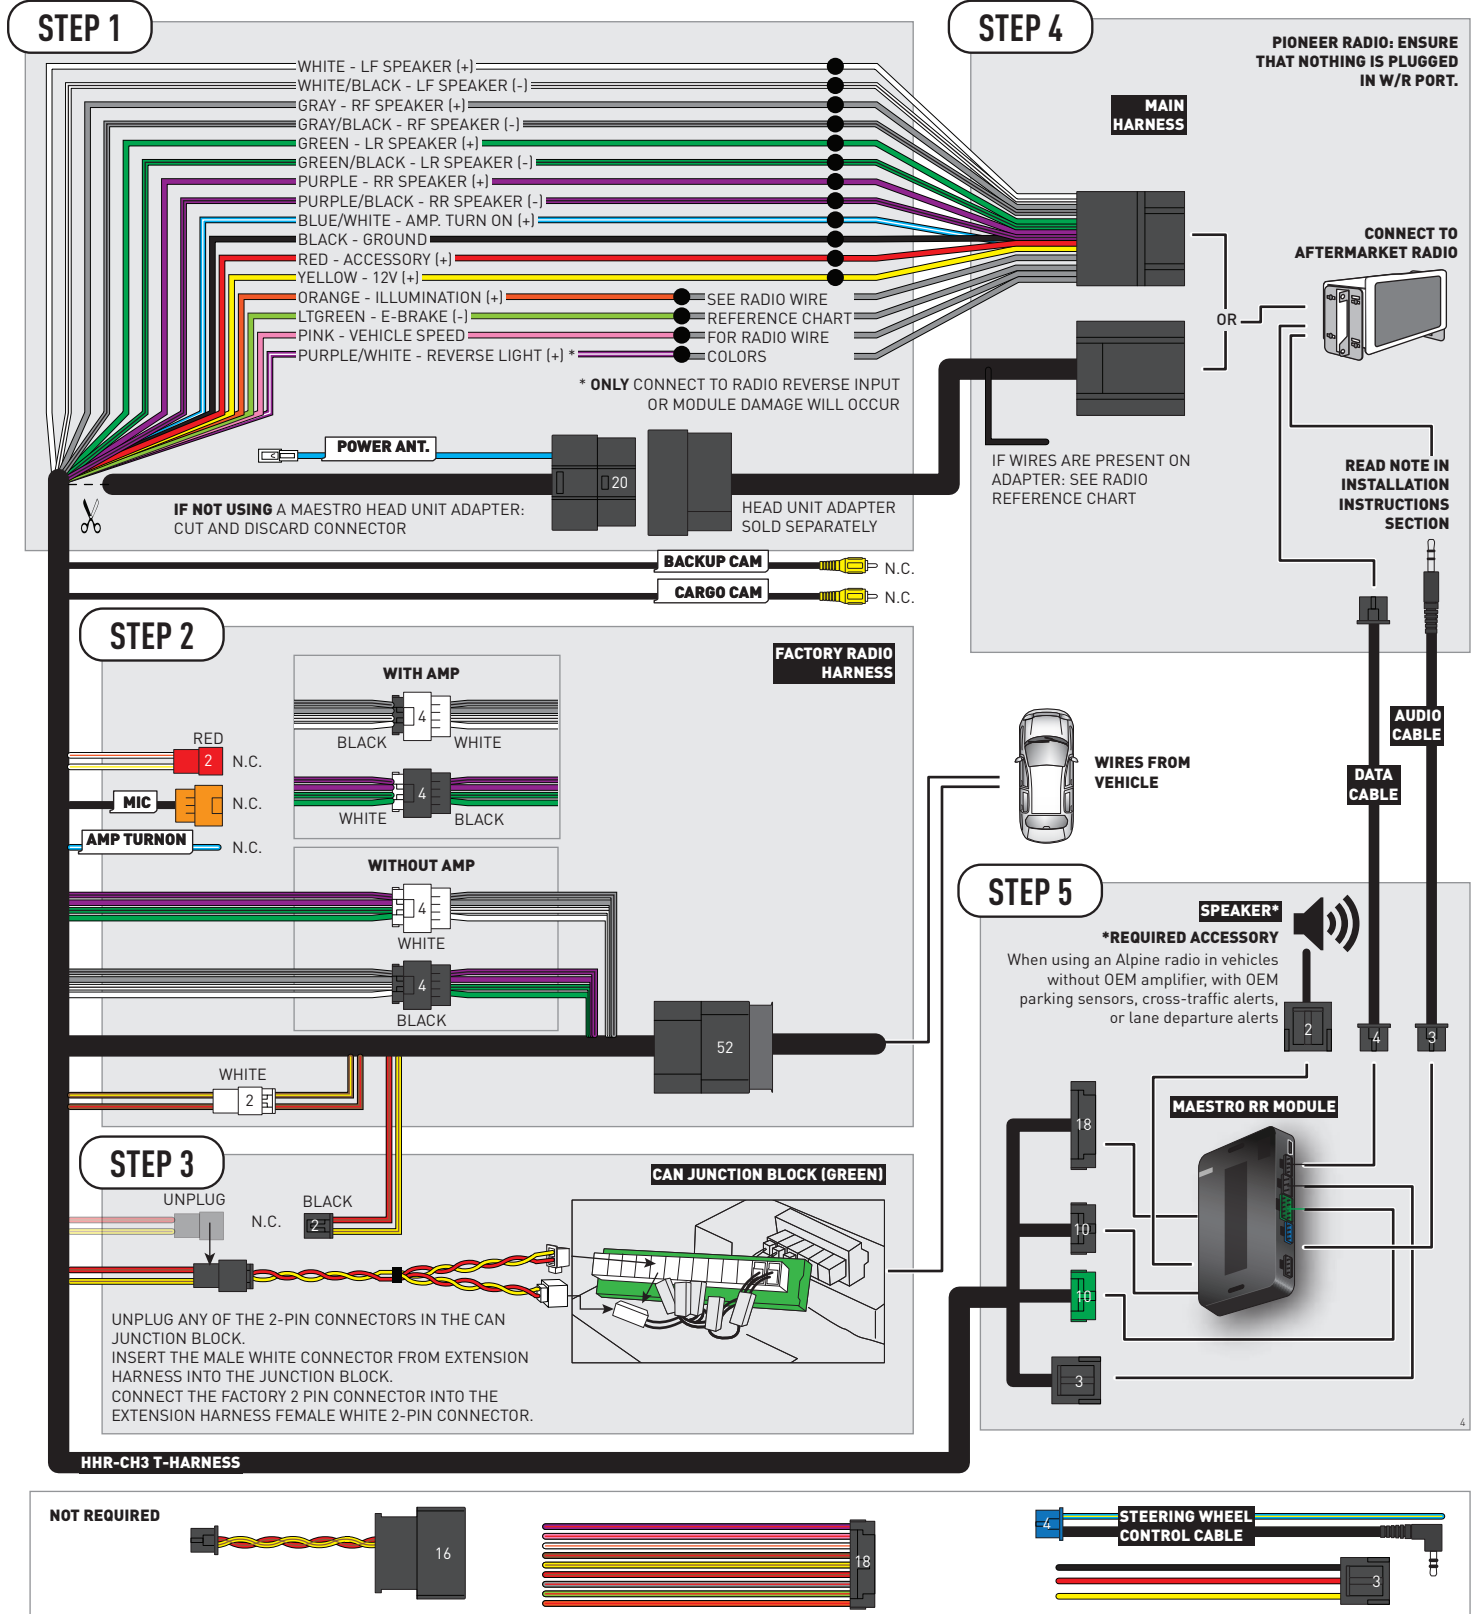 STEP 1
WHITE - LF SPEAKER (+)
WHITE/BLACK - LF SPEAKER (-)
GRAY - RF SPEAKER (+)
GRAY/BLACK - RF SPEAKER (-)
GREEN - LR SPEAKER (+)
GREEN/BLACK - LR SPEAKER (-)
PURPLE - RR SPEAKER (+)
PURPLE/BLACK - RR SPEAKER (-)
BLUE/WHITE - AMP. TURN ON (+)
BLACK - GROUND
RED - ACCESSORY (+)
YELLOW - 12V (+)
ORANGE - ILLUMINATION (+)
LTGREEN - E-BRAKE (-)
PINK - VEHICLE SPEED
PURPLE/WHITE - REVERSE LIGHT (+) *
SEE RADIO WIRE
REFERENCE CHART
FOR RADIO WIRE
COLORS
* ONLY CONNECT TO RADIO REVERSE INPUT
OR MODULE DAMAGE WILL OCCUR
POWER ANT.
20
IF NOT USING A MAESTRO HEAD UNIT ADAPTER:
CUT AND DISCARD CONNECTOR
HEAD UNIT ADAPTER
SOLD SEPARATELY
BACKUP CAM
N.C.
CARGO CAM
N.C.
STEP 4
PIONEER RADIO: ENSURE
THAT NOTHING IS PLUGGED
IN W/R PORT.
MAIN
HARNESS
CONNECT TO
AFTERMARKET RADIO
OR
IF WIRES ARE PRESENT ON
ADAPTER: SEE RADIO
REFERENCE CHART
READ NOTE IN
INSTALLATION
INSTRUCTIONS
SECTION
AUDIO
CABLE
DATA
CABLE
STEP 2
FACTORY RADIO
HARNESS
WITH AMP
4
BLACK
WHITE
4
WHITE
BLACK
RED
2
N.C.
MIC
N.C.
AMP TURNON
N.C.
WITHOUT AMP
4
WHITE
4
BLACK
52
WHITE
2
WIRES FROM
VEHICLE
STEP 3
CAN JUNCTION BLOCK (GREEN)
UNPLUG
N.C.
BLACK
2
UNPLUG ANY OF THE 2-PIN CONNECTORS IN THE CAN
JUNCTION BLOCK.
INSERT THE MALE WHITE CONNECTOR FROM EXTENSION
HARNESS INTO THE JUNCTION BLOCK.
CONNECT THE FACTORY 2 PIN CONNECTOR INTO THE
EXTENSION HARNESS FEMALE WHITE 2-PIN CONNECTOR.
STEP 5
SPEAKER*
*REQUIRED ACCESSORY
When using an Alpine radio in vehicles
without OEM amplifier, with OEM
parking sensors, cross-traffic alerts,
or lane departure alerts
2
4
3
MAESTRO RR MODULE
18
10
10
3
4
HHR-CH3 T-HARNESS
NOT REQUIRED
16
18
4
STEERING WHEEL
CONTROL CABLE
3